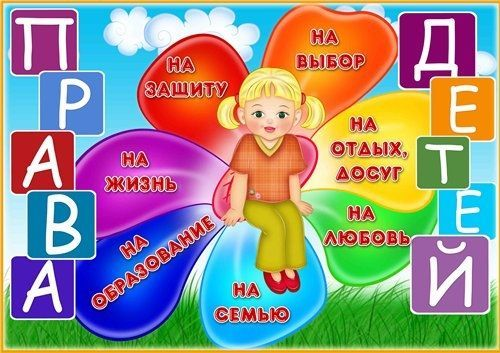 ПРАВА
ДЕТЕЙ
НА
ЗАЩИТУ
НА
ВЫБОР
НА
ОТДЫХ,
ДОСУГ
НА
ЖИЗНЬ
НА
ЛЮБОВЬ
НА
ОБРАЗОВАНИЕ
НА
СЕМЬЮ